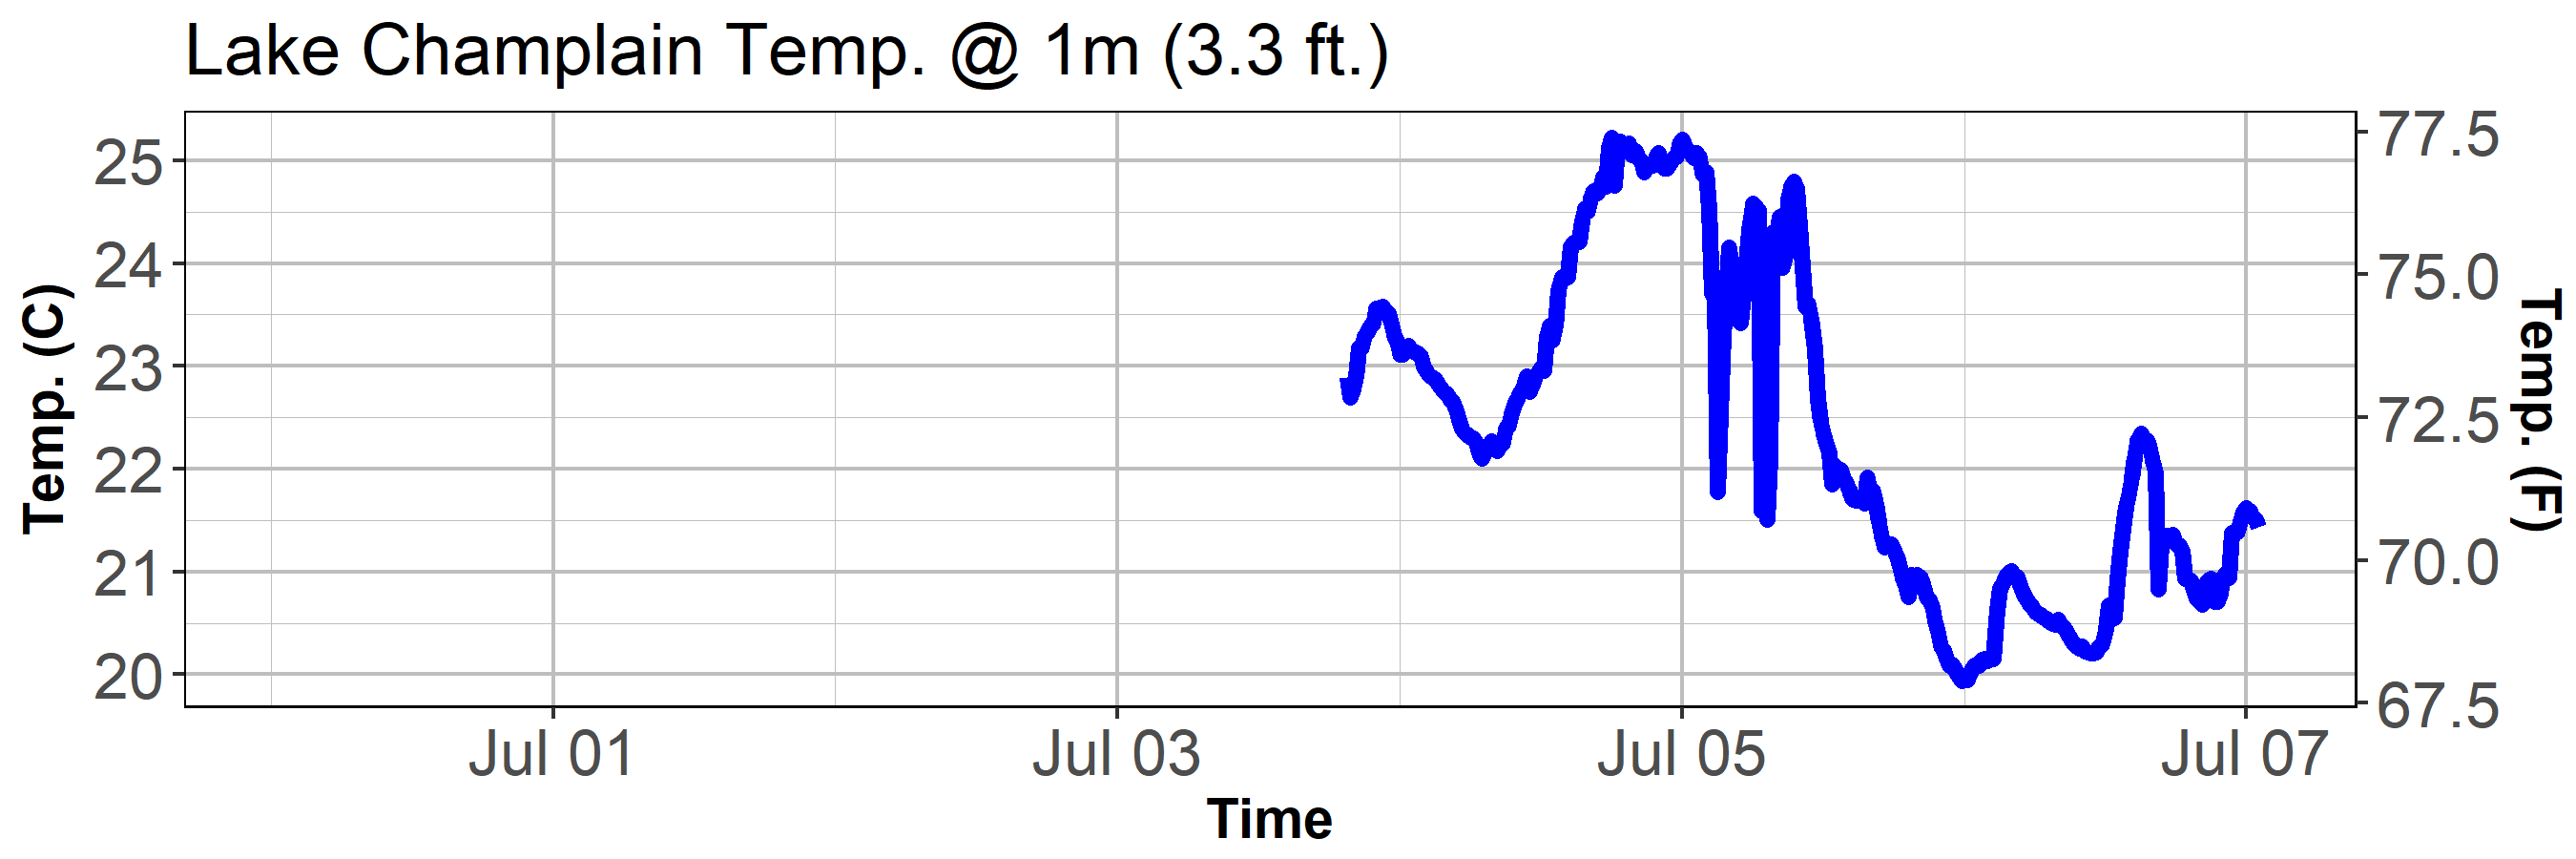 Lake Champlain Temp. @ 1m (3.3 ft.)
Temp. (C)
25
24
23
22
21
20
77.5
75.0
72.5
70.0
67.5
Temp. (F)
Jul 01 Jul 03 Jul 05 Jul 07
Time